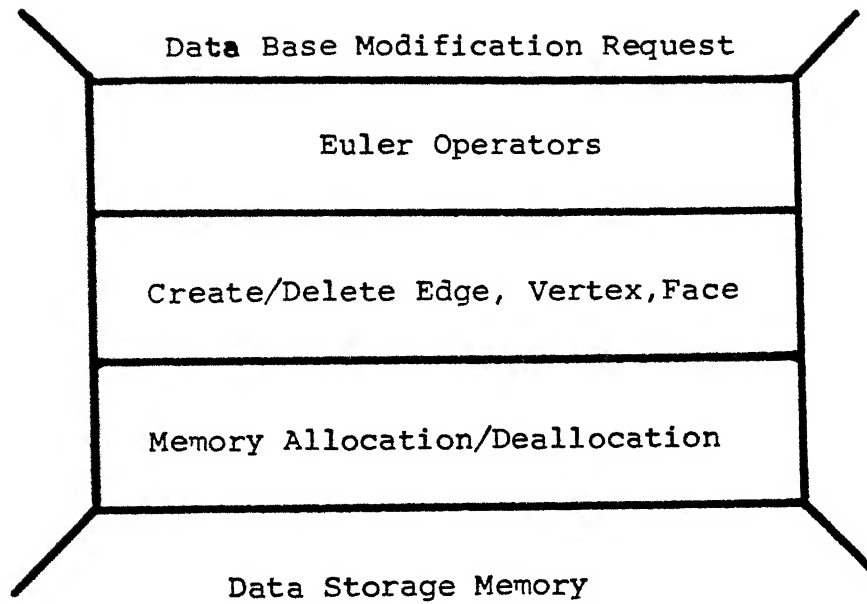 Data Base Modification Request
Euler Operators
Create/Delete Edge, Vertex,Face
Memory Allocation/Deallocation
Data Storage Memory